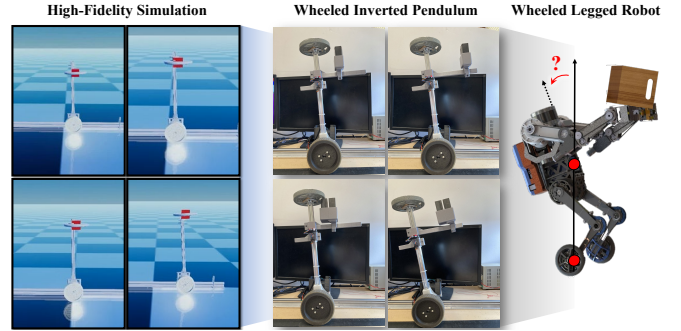 High-Fidelity Simulation
Wheeled Inverted Pendulum
Wheeled Legged Robot
?